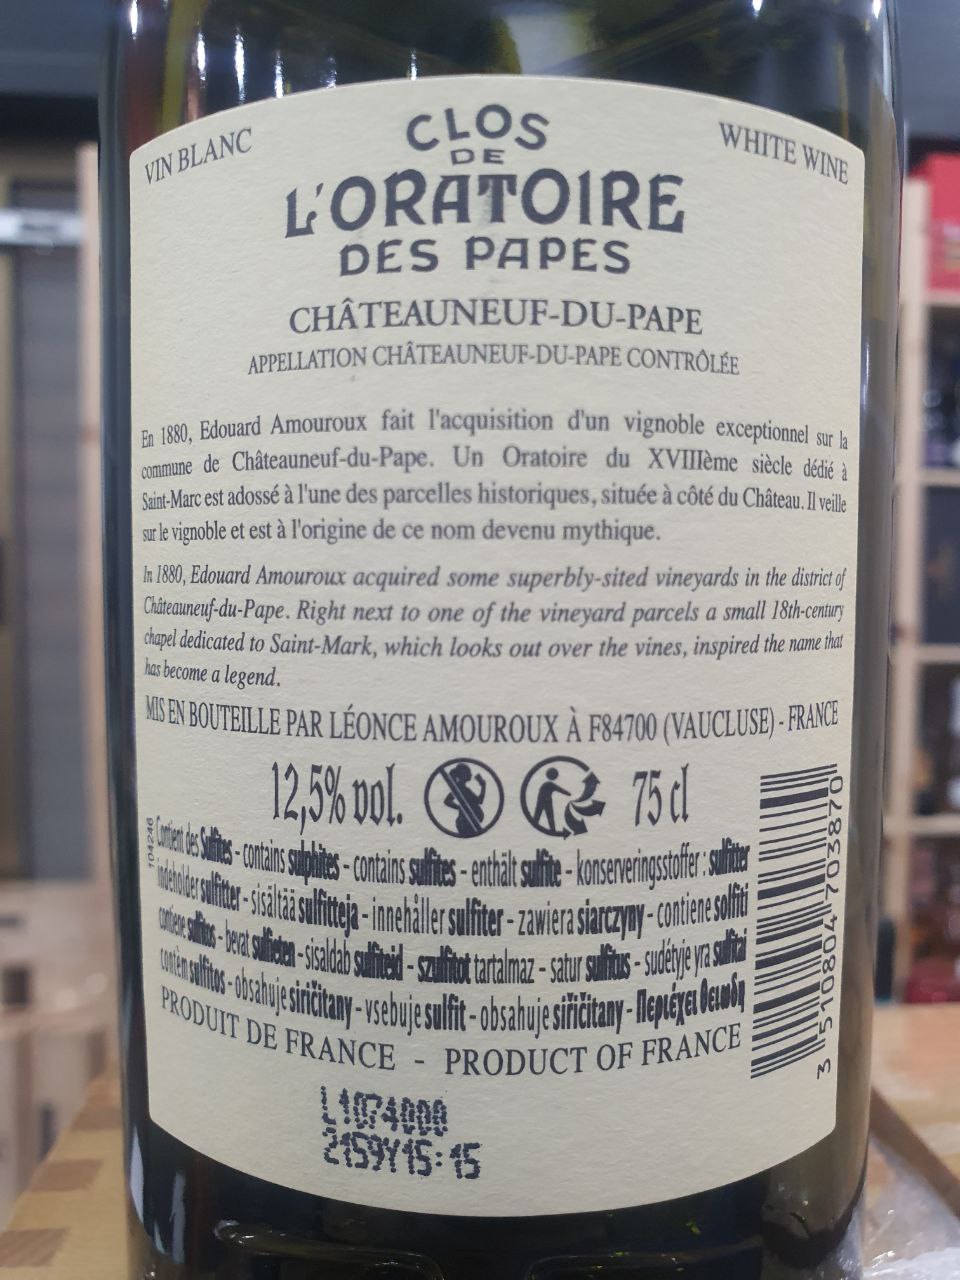 VIN BLANC
WHITE WINE
CLOS
DE
L'ORATOIRE
DES PAPES
CHÂTEAUNEUF-DU-PAPE
APPELLATION CHÂTEAUNEUF-DU-PAPE CONTRÔLÉE
En 1880, Edouard Amouroux fait l'acquisition d'un vignoble exceptionnel sur la
commune de Châteauneuf-du-Pape. Un Oratoire du XVIIIème siècle dédié à
Saint-Marc est adossé à l'une des parcelles historiques, située à côté du Château. Il veille
sur le vignoble et est à l'origine de ce nom devenu mythique.
In 1880, Edouard Amouroux acquired some superbly-sited vineyards in the district of
Châteauneuf-du-Pape. Right next to one of the vineyard parcels a small 18th-century
chapel dedicated to Saint-Mark, which looks out over the vines, inspired the name that
has become a legend.
MIS EN BOUTEILLE PAR LÉONCE AMOUROUX À F84700 (VAUCLUSE) - FRANCE
12,5% vol. 75 cl
104246
Contient des Sulfites - contains sulphites - contains sulfites - enthält sulfite - konserveringsstoffer : sulfitter
indeholder sulfitter - sisältää sulfitteja - innehåller sulfiter - zawiera siarczyny - contiene solfiti
contiene sulfitos - bevat sulfieten - sisaldab sulfiteid - szulfitot tartalmaz - satur sulfitus - sudétyje yra sulfitai
contèm sulfitos - obsahuje siričitany - vsebuje sulfit - obsahuje siřičitany - Περιέχει θειωδη
PRODUIT DE FRANCE - PRODUCT OF FRANCE
3 510804 703870
L1074000
2159Y15:15